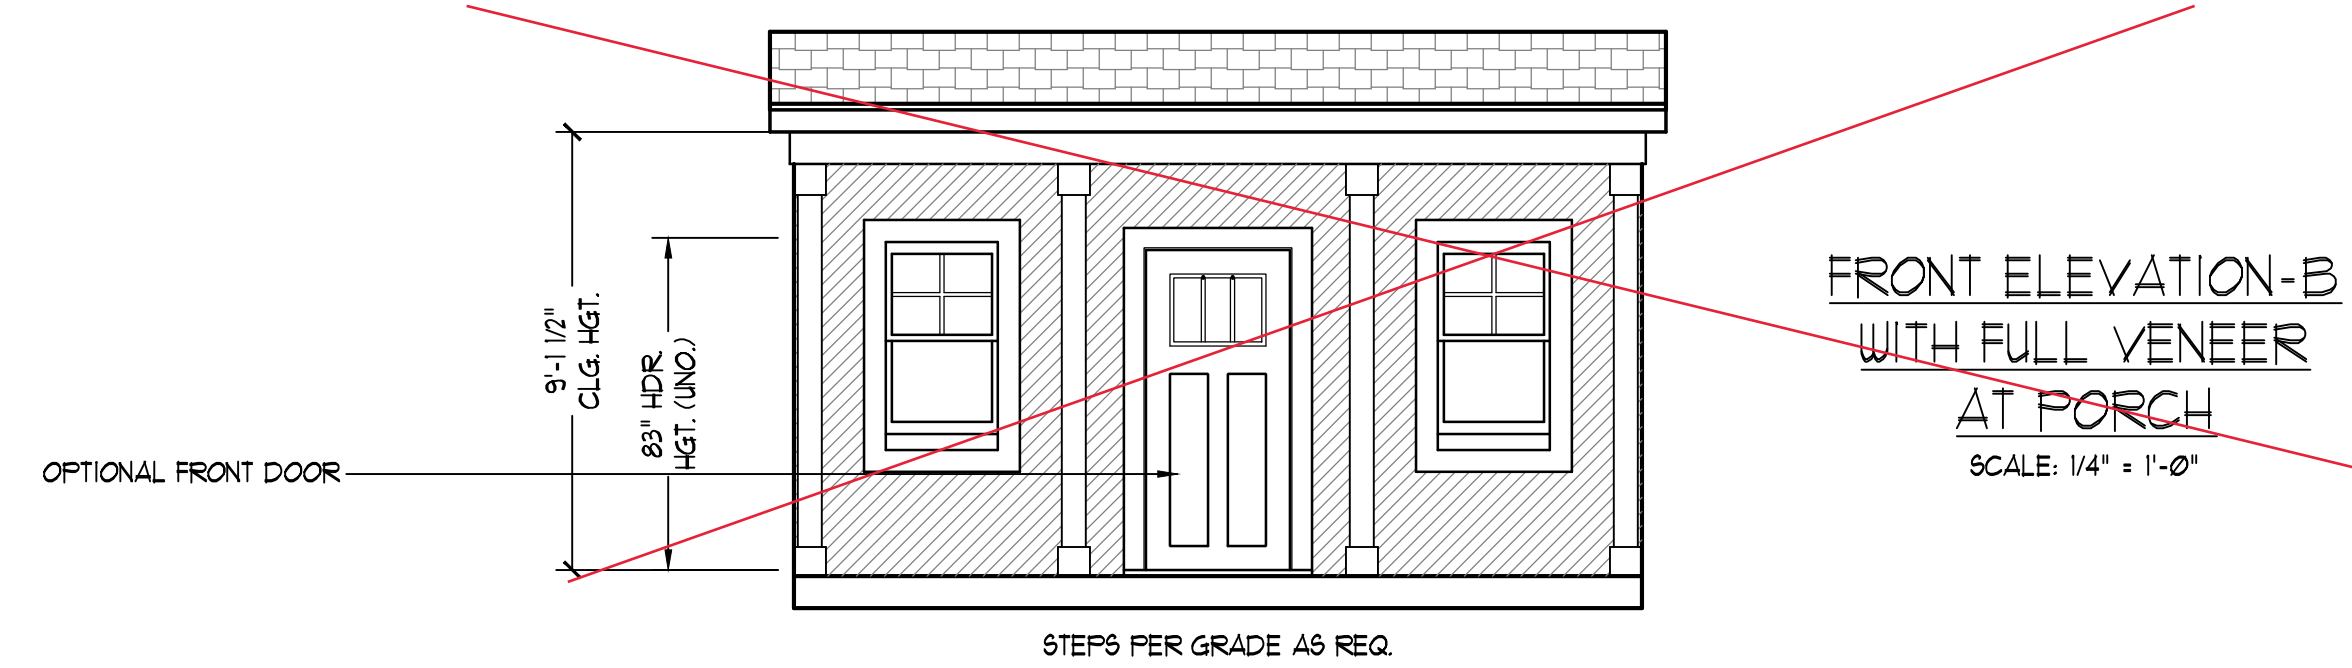 9'-1 1/2"
CLG. HGT.
83" HDR.
HGT. (UNO.)
OPTIONAL FRONT DOOR
STEPS PER GRADE AS REQ.
FRONT ELEVATION-B
WITH FULL VENEER
AT PORCH
SCALE: 1/4" = 1'-0"